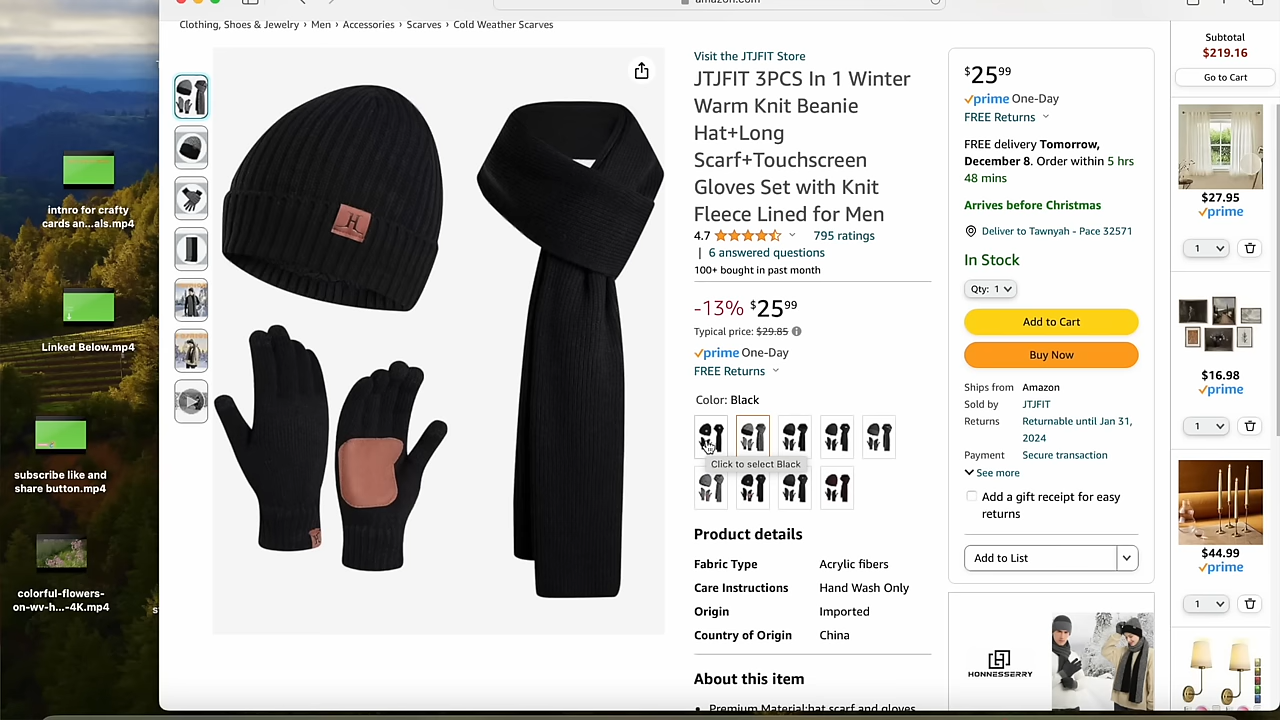 amazon.com
Clothing, Shoes & Jewelry › Men › Accessories › Scarves › Cold Weather Scarves
Visit the JTJFIT Store
JTJFIT 3PCS In 1 Winter
Warm Knit Beanie
Hat+Long
Scarf+Touchscreen
Gloves Set with Knit
Fleece Lined for Men
4.7
795 ratings
| 6 answered questions
100+ bought in past month
-13% $25 99
Typical price: $29.85
prime One-Day
FREE Returns
Color: Black
Click to select Black
Product details
Fabric Type Acrylic fibers
Care Instructions Hand Wash Only
Origin Imported
Country of Origin China
About this item
• Premium Material:hat scarf and gloves
$25 99
prime One-Day
FREE Returns
FREE delivery Tomorrow,
December 8. Order within 5 hrs
48 mins
Arrives before Christmas
Deliver to Tawnyah - Pace 32571
In Stock
Qty: 1
Add to Cart
Buy Now
Ships from Amazon
Sold by JTJFIT
Returns Returnable until Jan 31,
2024
Payment Secure transaction
See more
Add a gift receipt for easy
returns
Add to List
HONNESSERRY
Subtotal
$219.16
Go to Cart
$27.95
prime
1
$16.98
prime
1
$44.99
prime
1
intnro for crafty
cards an...als.mp4
Linked Below.mp4
subscribe like and
share button.mp4
colorful-flowers-
on-wv-h...-4K.mp4